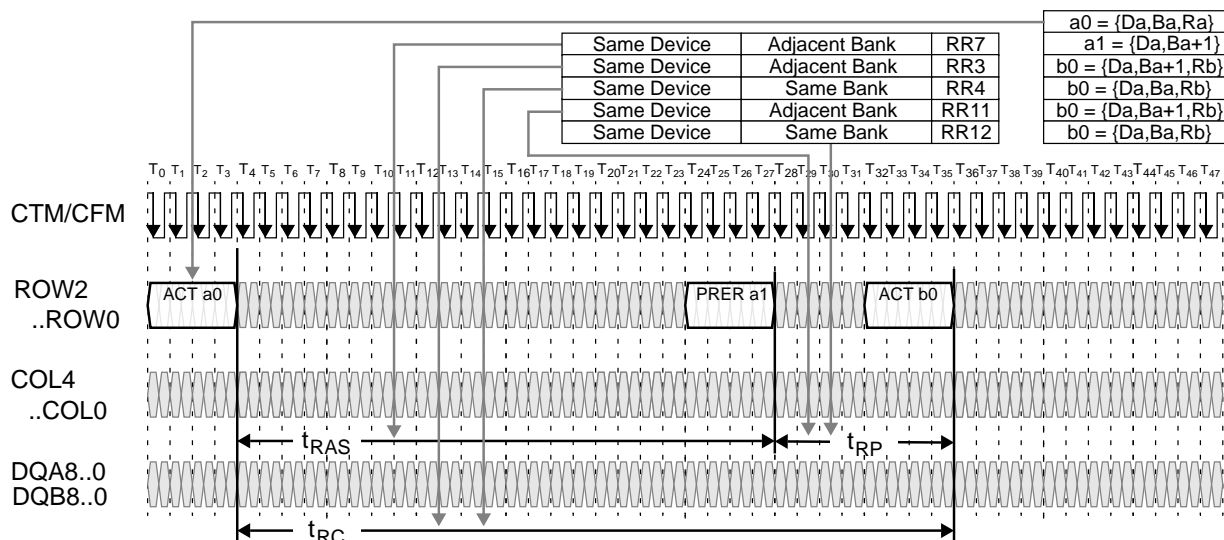 a0 = {Da,Ba,Ra}
Same Device Adjacent Bank RR7 a1 = {Da,Ba+1}
Same Device Adjacent Bank RR3 b0 = {Da,Ba+1,Rb}
Same Device Same Bank RR4 b0 = {Da,Ba,Rb}
Same Device Adjacent Bank RR11 b0 = {Da,Ba+1,Rb}
Same Device Same Bank RR12 b0 = {Da,Ba,Rb}
T0 T1 T2 T3 T4 T5 T6 T7 T8 T9 T10 T11 T12 T13 T14 T15 T16 T17 T18 T19 T20 T21 T22 T23 T24 T25 T26 T27 T28 T29 T30 T31 T32 T33 T34 T35 T36 T37 T38 T39 T40 T41 T42 T43 T44 T45 T46 T47
CTM/CFM
ROW2 ACT a0 PRER a1 ACT b0
..ROW0
COL4
..COL0
tRAS tRP
DQA8..0
DQB8..0
tRC